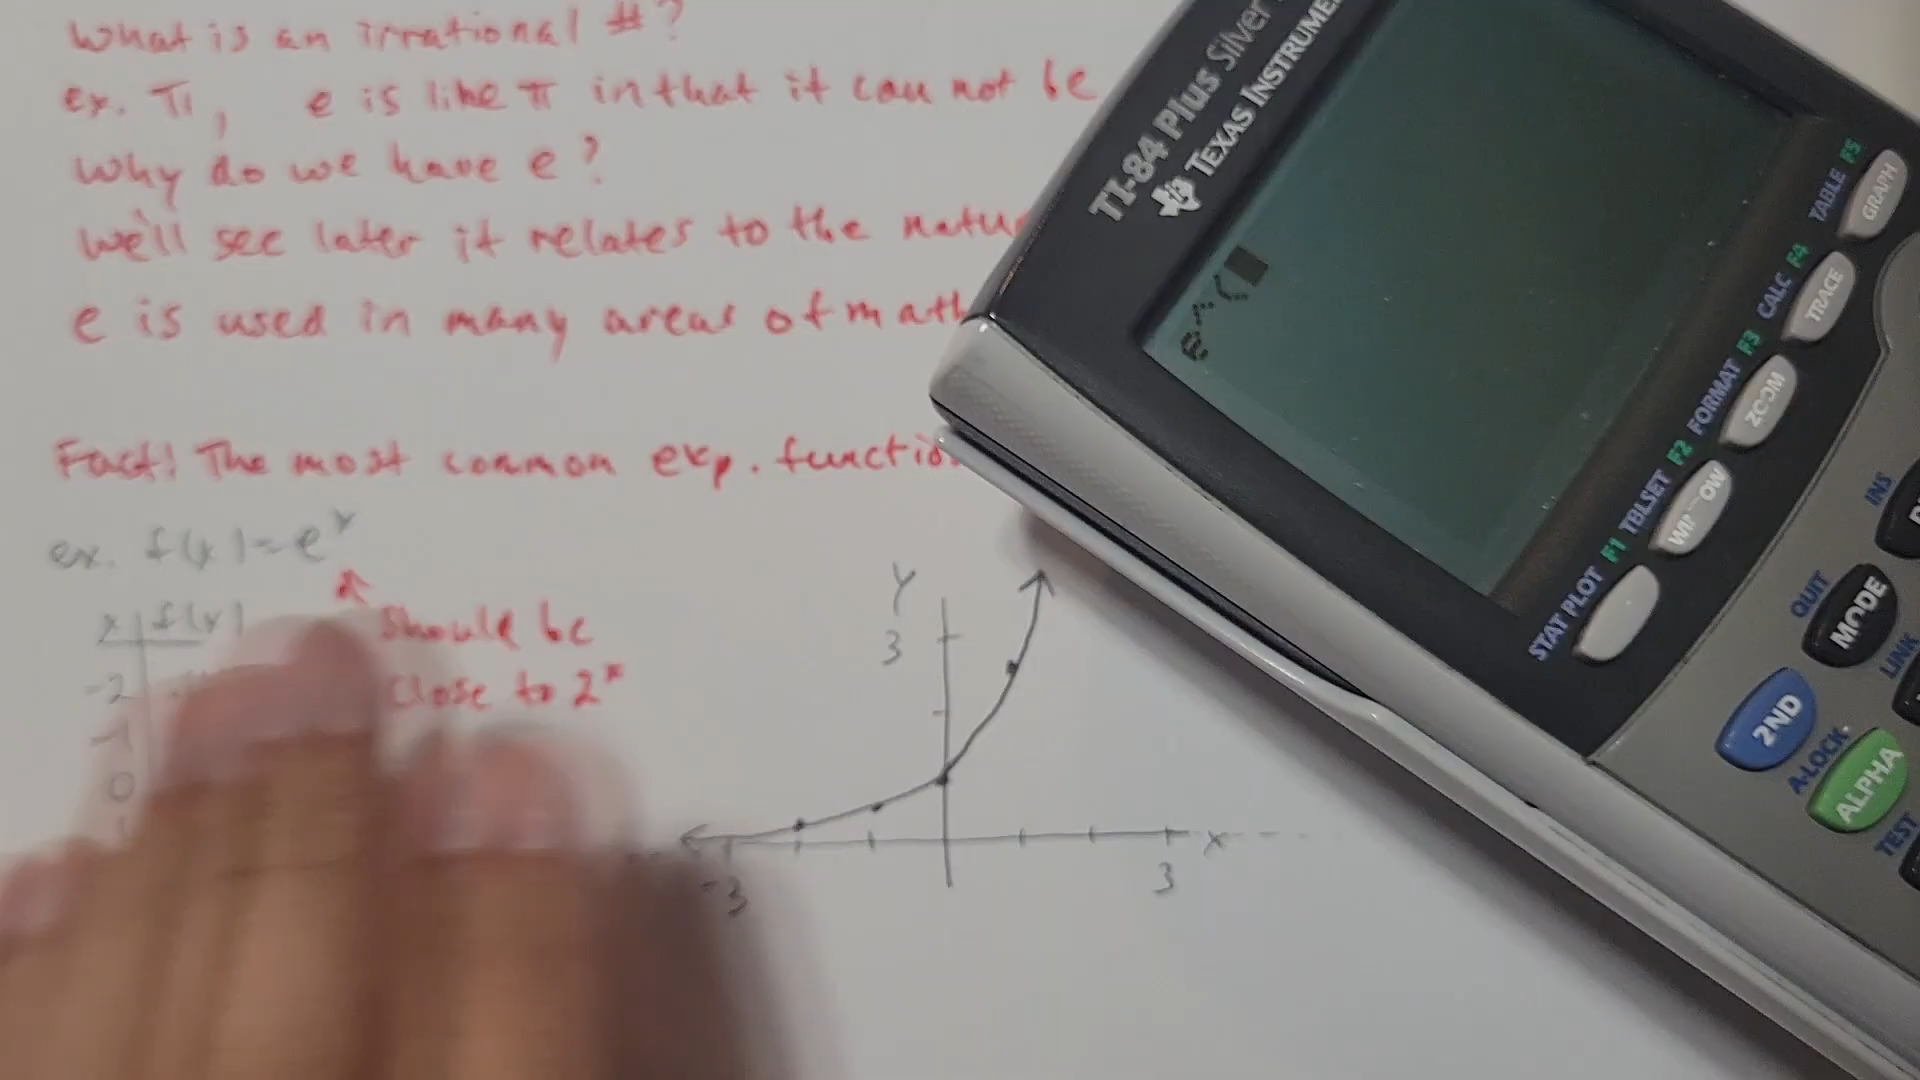 What is an irrational #?
ex. π, e is like π in that it can not be
Why do we have e?
we'll see later it relates to the natu
e is used in many areas of math
Fact! The most common exp. functio
ex. f(x) = e^x
x f(x)
should be
close to 2^x
-2
-1
0
y
3
-3
3
x
TI-84 Plus Silver
TEXAS INSTRUME
e^(
STAT PLOT F1 TBLSET F2 FORMAT F3 CALC F4 TABLE F5
WINDOW ZOOM TRACE GRAPH
QUIT INS
2ND MODE
A-LOCK LINK
ALPHA
TEST